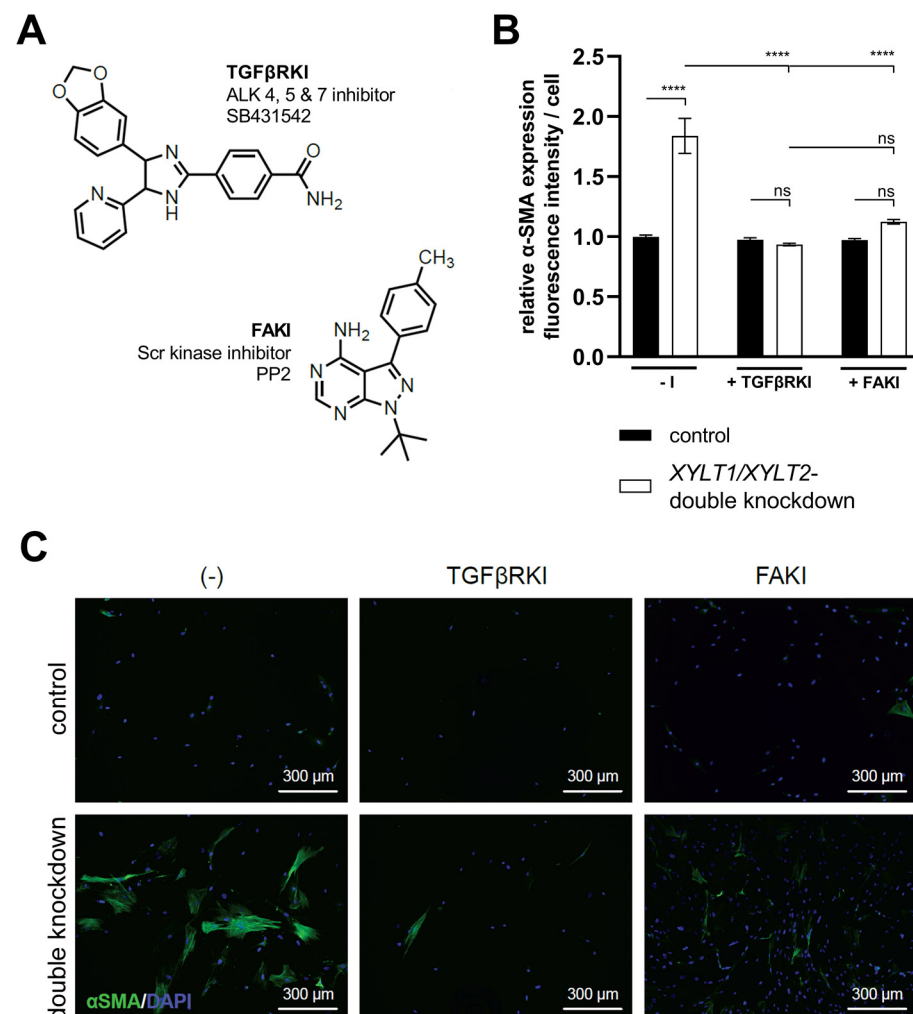 A
TGFβRKI
ALK 4, 5 & 7 inhibitor
SB431542
O
O
N
N
H
N
O
NH2
CH3
FAKI
Scr kinase inhibitor
PP2
NH2
N
N
N
N
B
relative α-SMA expression
fluorescence intensity / cell
2.5
2.0
1.5
1.0
0.5
0.0
****
****
****
ns
ns
ns
- I
+ TGFβRKI
+ FAKI
control
XYLT1/XYLT2-
double knockdown
C
(-)
TGFβRKI
FAKI
control
300 µm
300 µm
300 µm
double knockdown
αSMA/DAPI
300 µm
300 µm
300 µm